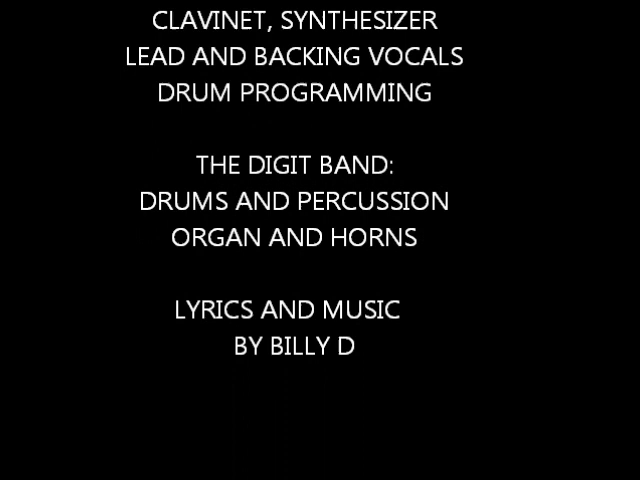 CLAVINET, SYNTHESIZER
LEAD AND BACKING VOCALS
DRUM PROGRAMMING
THE DIGIT BAND:
DRUMS AND PERCUSSION
ORGAN AND HORNS
LYRICS AND MUSIC
BY BILLY D